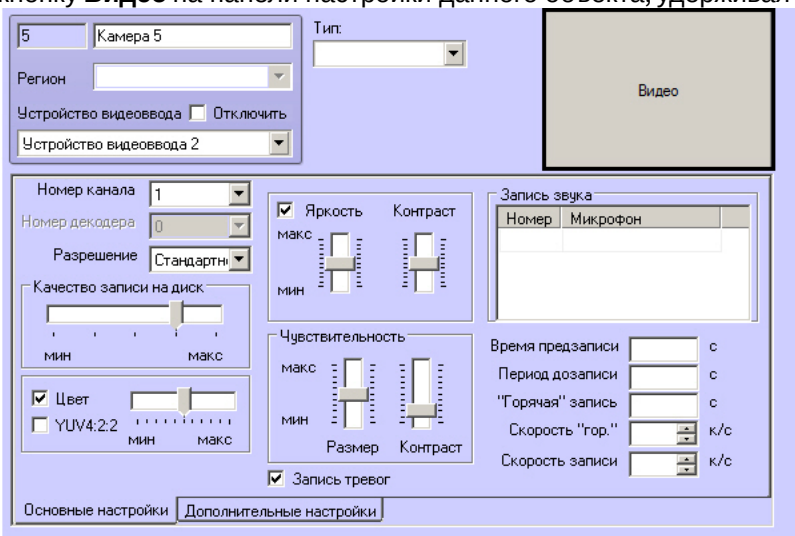 кнопку Видео на панели настройки данного объекта, удерживая
5 Камера 5
Тип:
Регион
Устройство видеоввода Отключить
Устройство видеоввода 2
Видео
Номер канала 1
Номер декодера 0
Разрешение Стандартн
Качество записи на диск
мин макс
Цвет
YUV4:2:2
мин макс
Яркость Контраст
макс
мин
Чувствительность
макс
мин
Размер Контраст
Запись тревог
Запись звука
Номер Микрофон
Время предзаписи с
Период дозаписи с
"Горячая" запись с
Скорость "гор." к/с
Скорость записи к/с
Основные настройки Дополнительные настройки